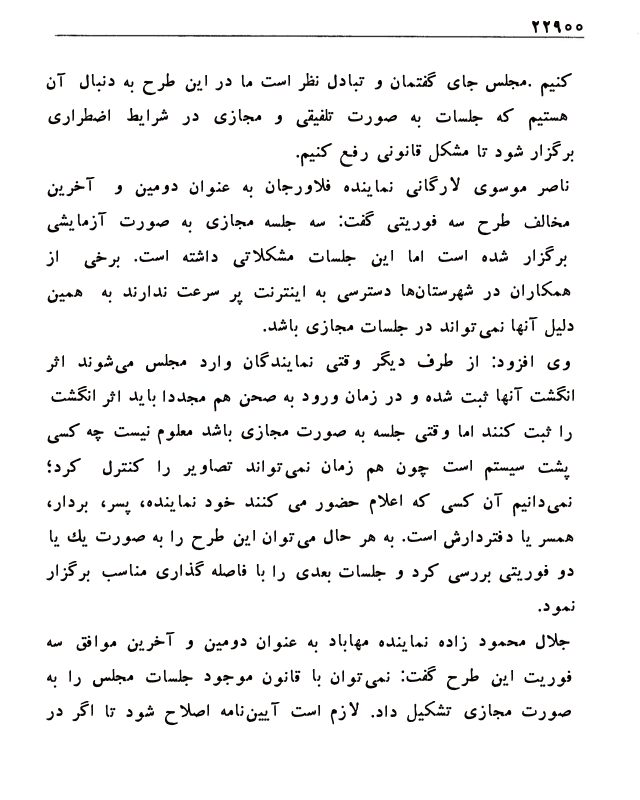 ۲۲۹۰۰
کنیم .مجلس جای گفتمان و تبادل نظر است ما در این طرح به دنبال آن
هستیم که جلسات به صورت تلفیقی و مجازی در شرایط اضطراری
برگزار شود تا مشکل قانونی رفع کنیم.
ناصر موسوی لارگانی نماینده فلاورجان به عنوان دومین و آخرین
مخالف طرح سه فوریتی گفت: سه جلسه مجازی به صورت آزمایشی
برگزار شده است اما این جلسات مشکلاتی داشته است. برخی از
همکاران در شهرستان‌ها دسترسی به اینترنت پر سرعت ندارند به همین
دلیل آنها نمی‌تواند در جلسات مجازی باشد.
وی افزود: از طرف دیگر وقتی نمایندگان وارد مجلس می‌شوند اثر
انگشت آنها ثبت شده و در زمان ورود به صحن هم مجددا باید اثر انگشت
را ثبت کنند اما وقتی جلسه به صورت مجازی باشد معلوم نیست چه کسی
پشت سیستم است چون هم زمان نمی‌تواند تصاویر را کنترل کرد؛
نمی‌دانیم آن کسی که اعلام حضور می کنند خود نماینده، پسر، بردار،
همسر یا دفتردارش است. به هر حال می‌توان این طرح را به صورت یك یا
دو فوریتی بررسی کرد و جلسات بعدی را با فاصله گذاری مناسب برگزار
نمود.
جلال محمود زاده نماینده مهاباد به عنوان دومین و آخرین موافق سه
فوریت این طرح گفت: نمی‌توان با قانون موجود جلسات مجلس را به
صورت مجازی تشکیل داد. لازم است آیین‌نامه اصلاح شود تا اگر در